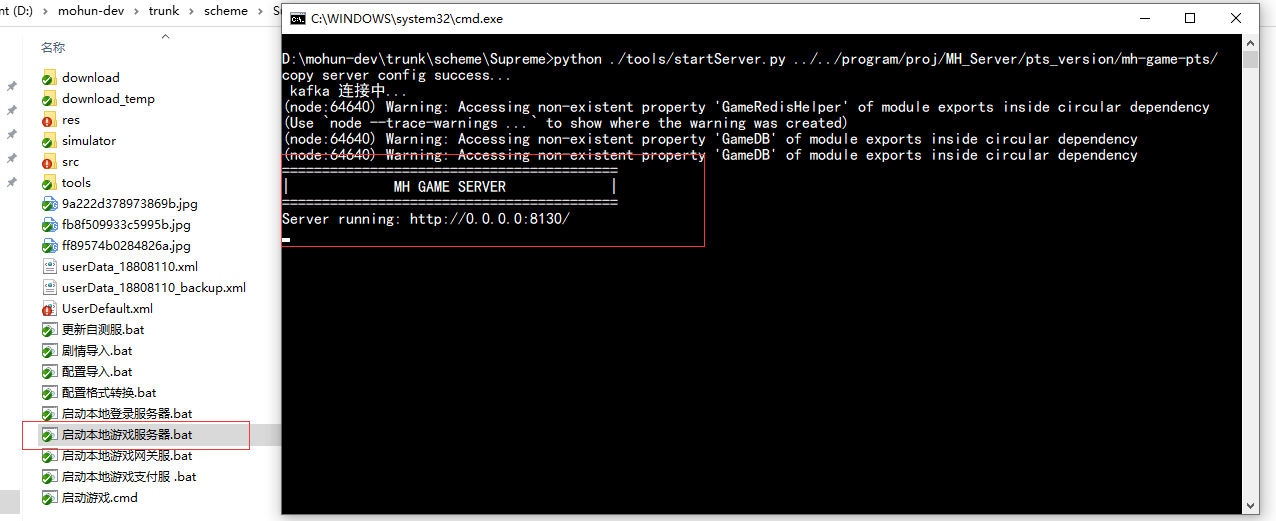 nt (D:) › mohun-dev › trunk › scheme › S
名称
download
download_temp
res
simulator
src
tools
9a222d378973869b.jpg
fb8f509933c5995b.jpg
ff89574b0284826a.jpg
userData_18808110.xml
userData_18808110_backup.xml
UserDefault.xml
更新自测服.bat
剧情导入.bat
配置导入.bat
配置格式转换.bat
启动本地登录服务器.bat
启动本地游戏服务器.bat
启动本地游戏网关服.bat
启动本地游戏支付服 .bat
启动游戏.cmd
C:\WINDOWS\system32\cmd.exe
D:\mohun-dev\trunk\scheme\Supreme>python ./tools/startServer.py ../../program/proj/MH_Server/pts_version/mh-game-pts/
copy server config success...
kafka 连接中...
(node:64640) Warning: Accessing non-existent property 'GameRedisHelper' of module exports inside circular dependency
(Use `node --trace-warnings ...` to show where the warning was created)
(node:64640) Warning: Accessing non-existent property 'GameDB' of module exports inside circular dependency
(node:64640) Warning: Accessing non-existent property 'GameDB' of module exports inside circular dependency
=========================================
| MH GAME SERVER |
=========================================
Server running: http://0.0.0.0:8130/